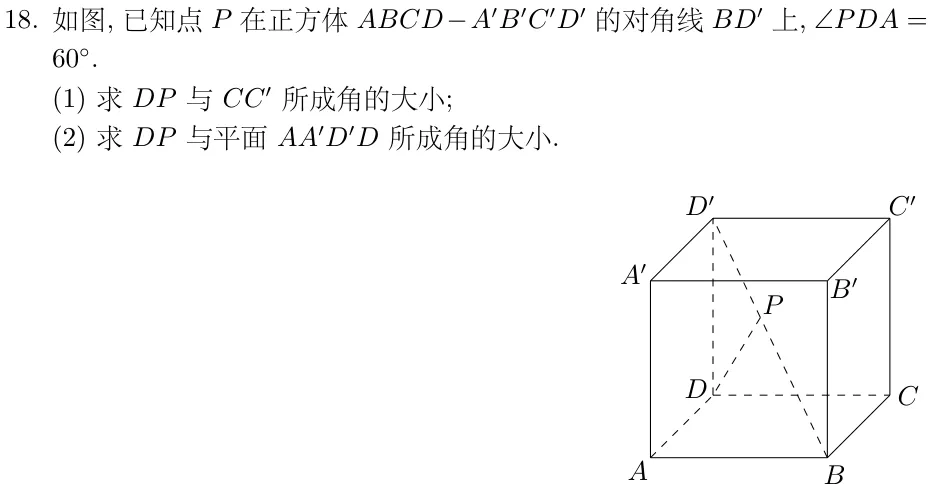 18. 如图, 已知点 P 在正方体 ABCD−A′B′C′D′ 的对角线 BD′ 上, ∠PDA =
60°.
(1) 求 DP 与 CC′ 所成角的大小;
(2) 求 DP 与平面 AA′D′D 所成角的大小.
D′ C′
A′ B′
P
D C
A B